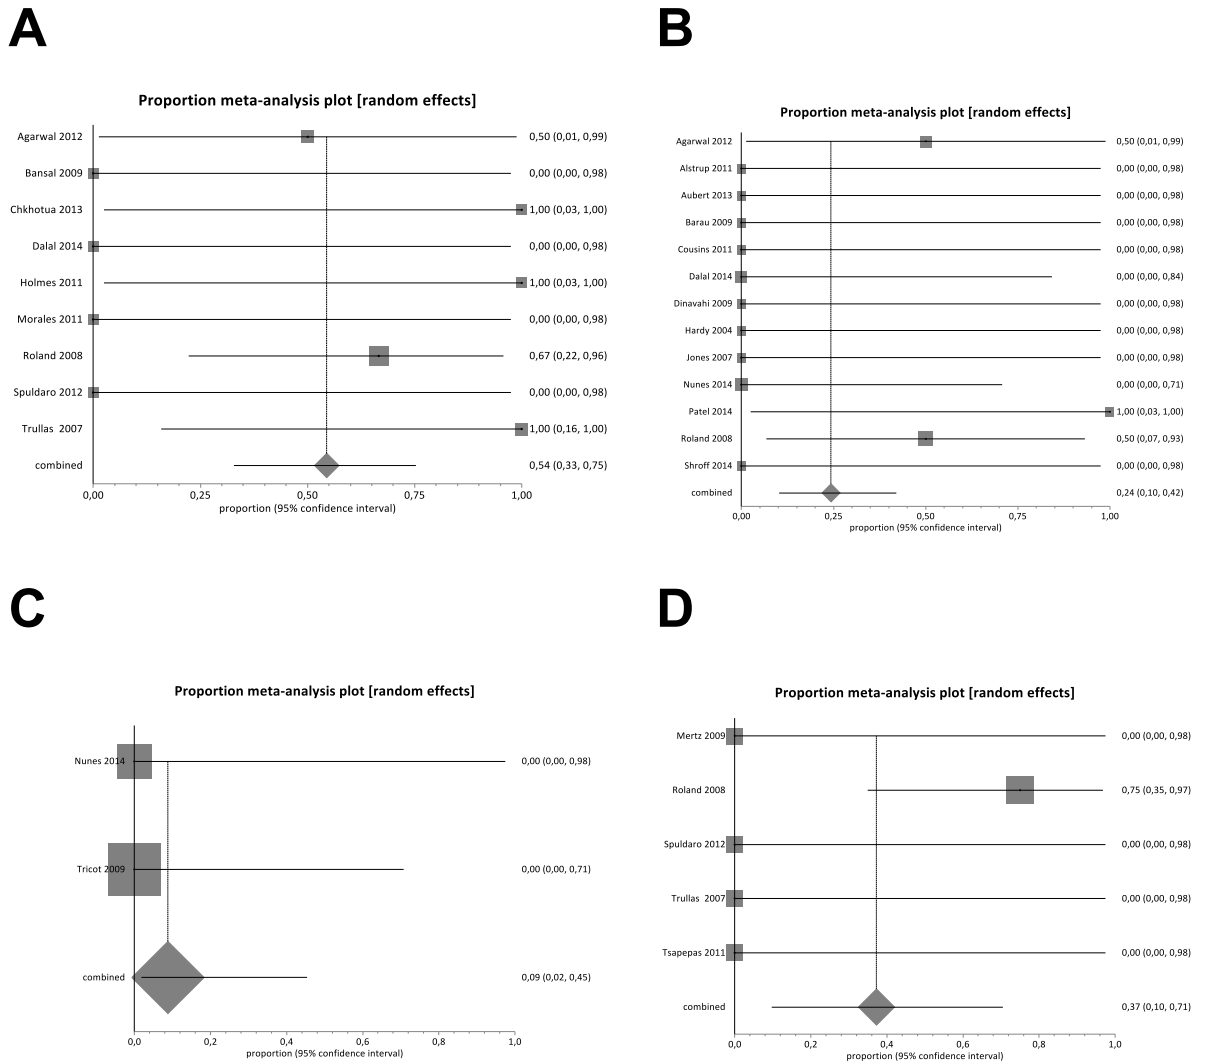 A
Proportion meta-analysis plot [random effects]
Agarwal 2012 0,50 (0,01, 0,99)
Bansal 2009 0,00 (0,00, 0,98)
Chkhotua 2013 1,00 (0,03, 1,00)
Dalal 2014 0,00 (0,00, 0,98)
Holmes 2011 1,00 (0,03, 1,00)
Morales 2011 0,00 (0,00, 0,98)
Roland 2008 0,67 (0,22, 0,96)
Spuldaro 2012 0,00 (0,00, 0,98)
Trullas 2007 1,00 (0,16, 1,00)
combined 0,54 (0,33, 0,75)
0,00 0,25 0,50 0,75 1,00
proportion (95% confidence interval)
B
Proportion meta-analysis plot [random effects]
Agarwal 2012 0,50 (0,01, 0,99)
Alstrup 2011 0,00 (0,00, 0,98)
Aubert 2013 0,00 (0,00, 0,98)
Barau 2009 0,00 (0,00, 0,98)
Cousins 2011 0,00 (0,00, 0,98)
Dalal 2014 0,00 (0,00, 0,84)
Dinavahi 2009 0,00 (0,00, 0,98)
Hardy 2004 0,00 (0,00, 0,98)
Jones 2007 0,00 (0,00, 0,98)
Nunes 2014 0,00 (0,00, 0,71)
Patel 2014 1,00 (0,03, 1,00)
Roland 2008 0,50 (0,07, 0,93)
Shroff 2014 0,00 (0,00, 0,98)
combined 0,24 (0,10, 0,42)
0,00 0,25 0,50 0,75 1,00
proportion (95% confidence interval)
C
Proportion meta-analysis plot [random effects]
Nunes 2014 0,00 (0,00, 0,98)
Tricot 2009 0,00 (0,00, 0,71)
combined 0,09 (0,02, 0,45)
0,0 0,2 0,4 0,6 0,8 1,0
proportion (95% confidence interval)
D
Proportion meta-analysis plot [random effects]
Mertz 2009 0,00 (0,00, 0,98)
Roland 2008 0,75 (0,35, 0,97)
Spuldaro 2012 0,00 (0,00, 0,98)
Trullas 2007 0,00 (0,00, 0,98)
Tsapepas 2011 0,00 (0,00, 0,98)
combined 0,37 (0,10, 0,71)
0,0 0,2 0,4 0,6 0,8 1,0
proportion (95% confidence interval)